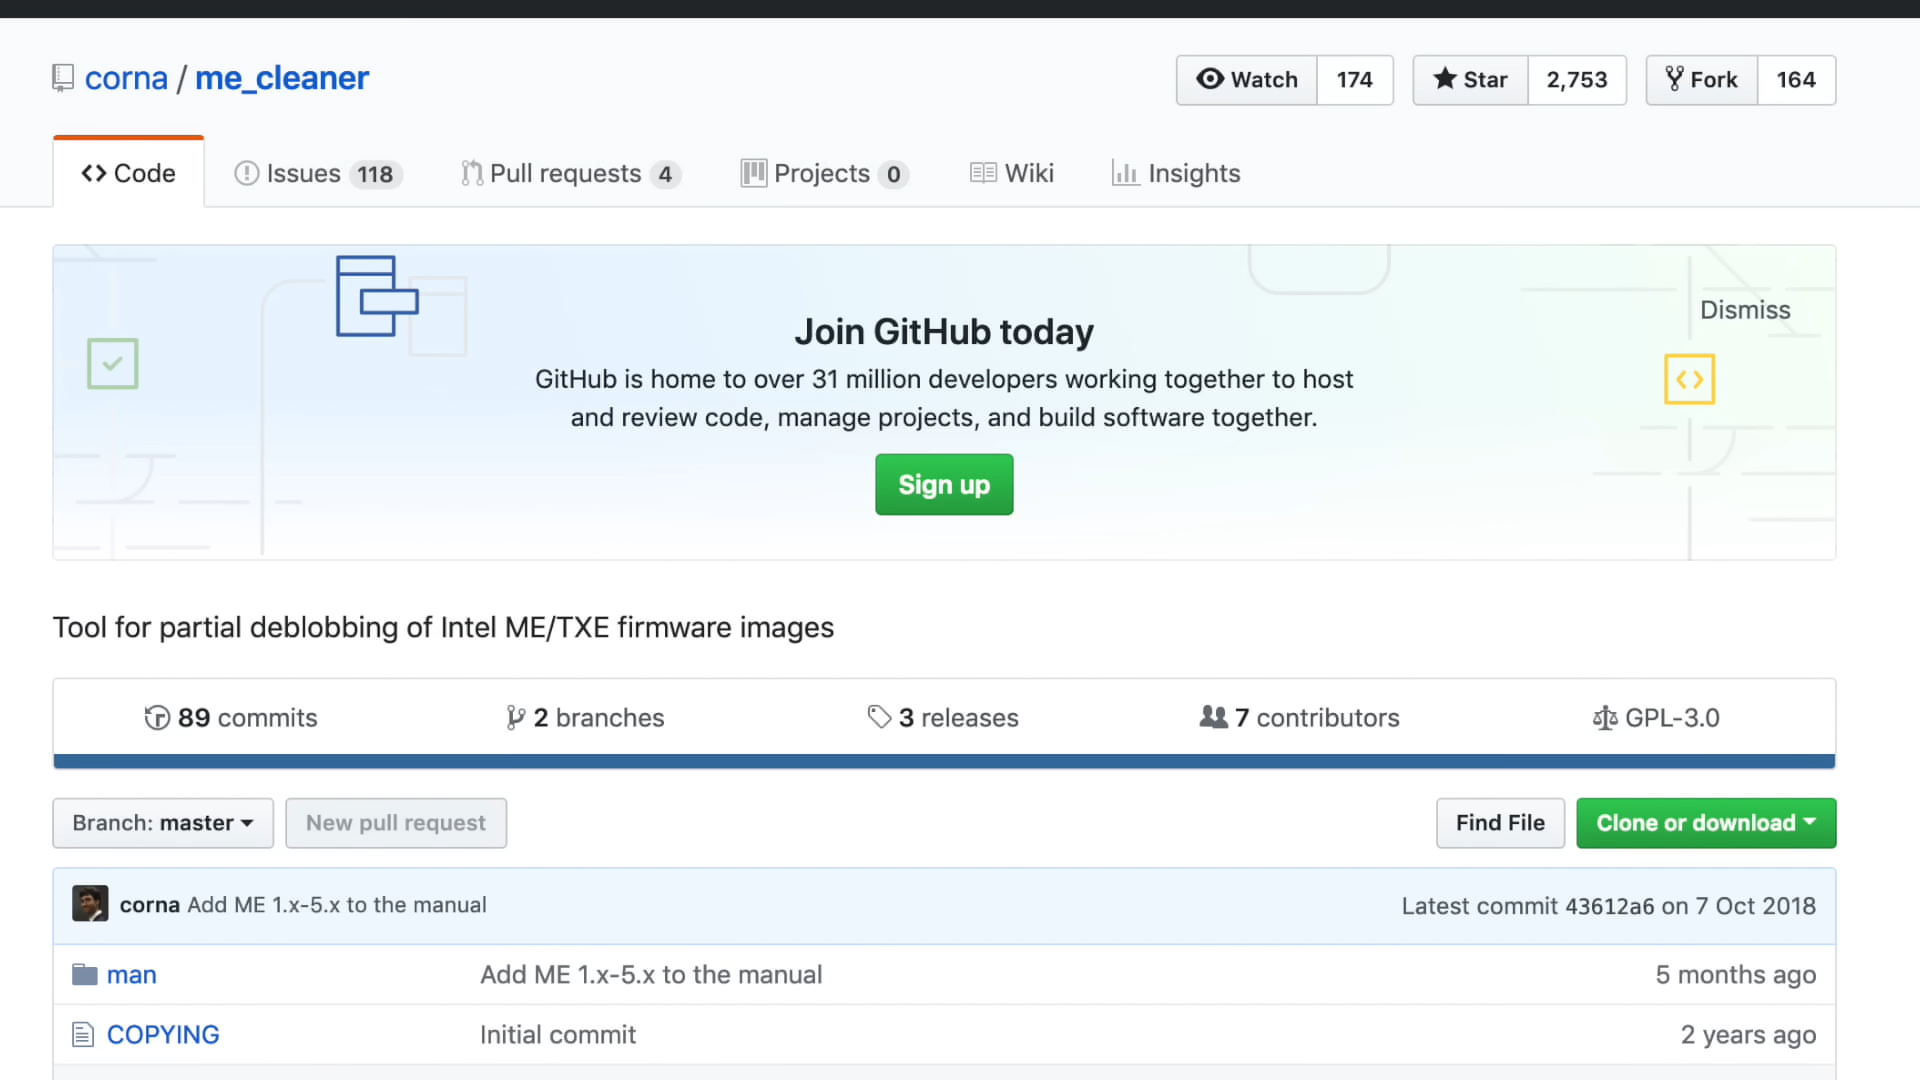 corna / me_cleaner
Watch 174 Star 2,753 Fork 164
Code Issues 118 Pull requests 4 Projects 0 Wiki Insights
Dismiss
Join GitHub today
GitHub is home to over 31 million developers working together to host
and review code, manage projects, and build software together.
Sign up
Tool for partial deblobbing of Intel ME/TXE firmware images
89 commits 2 branches 3 releases 7 contributors GPL-3.0
Branch: master New pull request Find File Clone or download
corna Add ME 1.x-5.x to the manual Latest commit 43612a6 on 7 Oct 2018
man Add ME 1.x-5.x to the manual 5 months ago
COPYING Initial commit 2 years ago